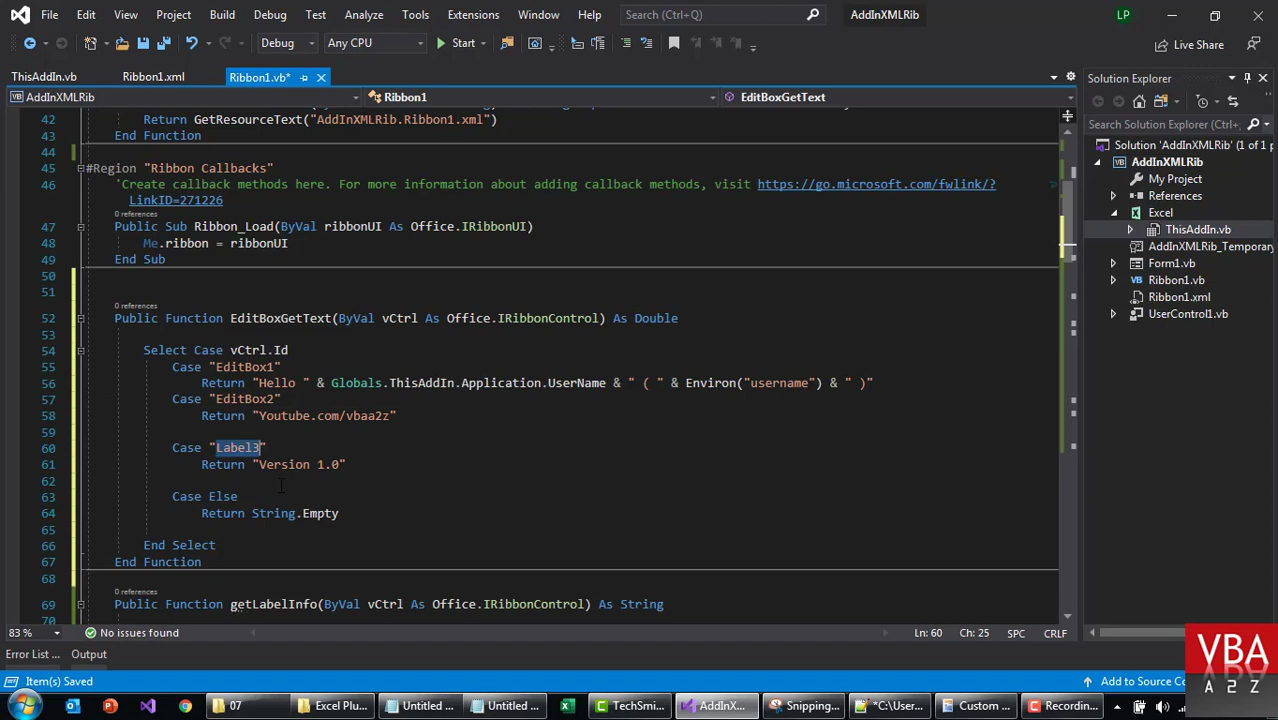 File Edit View Project Build Debug Test Analyze Tools Extensions Window Help Search (Ctrl+Q) AddInXMLRib LP
Debug Any CPU Start Live Share
ThisAddIn.vb Ribbon1.xml Ribbon1.vb*
AddInXMLRib Ribbon1 EditBoxGetText
42 Return GetResourceText("AddInXMLRib.Ribbon1.xml")
43 End Function
44
45 #Region "Ribbon Callbacks"
46 'Create callback methods here. For more information about adding callback methods, visit https://go.microsoft.com/fwlink/?
LinkID=271226
0 references
47 Public Sub Ribbon_Load(ByVal ribbonUI As Office.IRibbonUI)
48 Me.ribbon = ribbonUI
49 End Sub
50
51
0 references
52 Public Function EditBoxGetText(ByVal vCtrl As Office.IRibbonControl) As Double
53
54 Select Case vCtrl.Id
55 Case "EditBox1"
56 Return "Hello " & Globals.ThisAddIn.Application.UserName & " ( " & Environ("username") & " )"
57 Case "EditBox2"
58 Return "Youtube.com/vbaa2z"
59
60 Case "Label3"
61 Return "Version 1.0"
62
63 Case Else
64 Return String.Empty
65
66 End Select
67 End Function
68
0 references
69 Public Function getLabelInfo(ByVal vCtrl As Office.IRibbonControl) As String
70
83 % No issues found Ln: 60 Ch: 25 SPC CRLF
Error List ... Output
Item(s) Saved Add to Source Co
Solution Explorer
Search Solution Explorer (Ctrl+
Solution 'AddInXMLRib' (1 of 1 p
AddInXMLRib
My Project
References
Excel
ThisAddIn.vb
AddInXMLRib_Temporary
Form1.vb
Ribbon1.vb
Ribbon1.xml
UserControl1.vb
VBA
A 2 Z
07 Excel Plu... Untitled ... Untitled ... TechSmi... AddInX... Snipping... *C:\User... Custom ... Recordin...